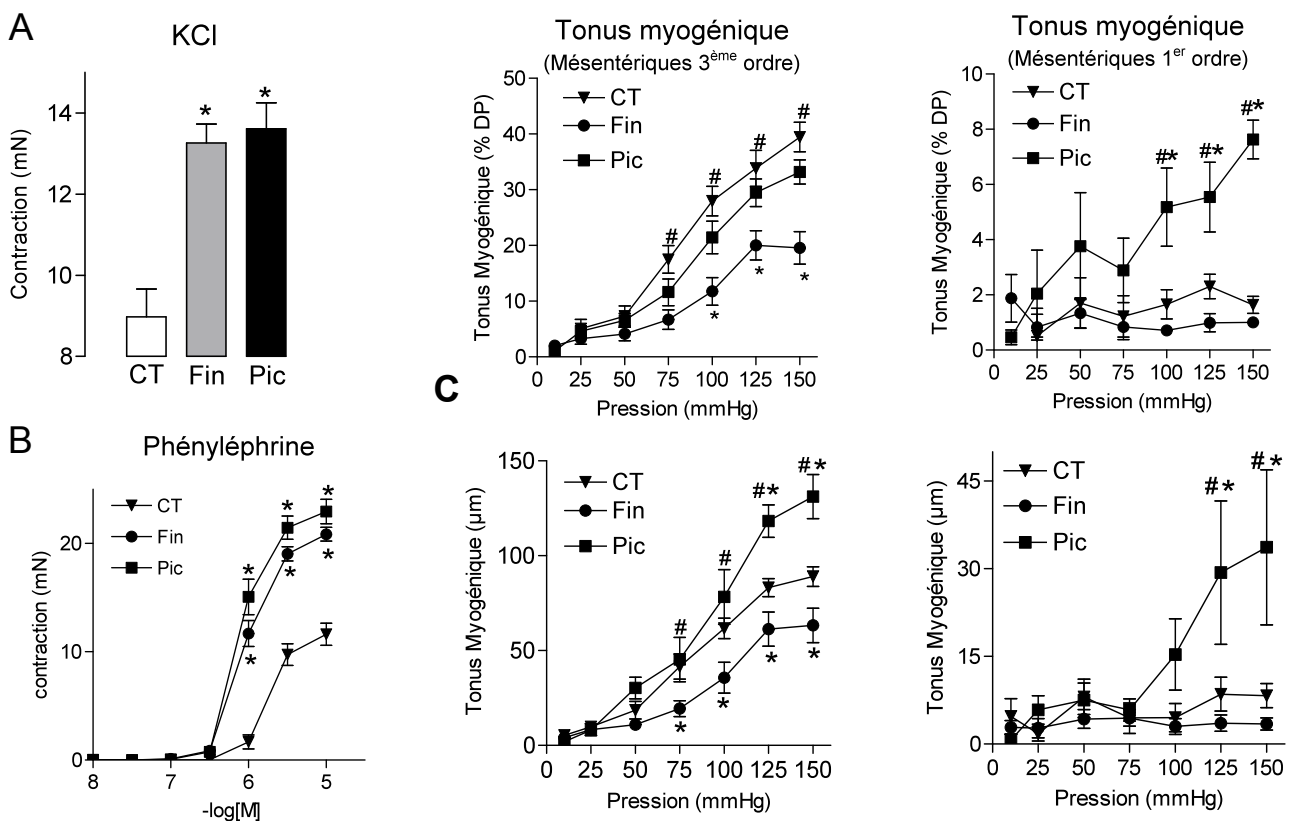 A
KCl
Contraction (mN)
14
12
10
8
* *
CT Fin Pic
B
Phényléphrine
CT
Fin
Pic
contraction (mN)
20
10
0
* * *
* * *
8 7 6 5
-log[M]
C
Tonus myogénique
(Mésentériques 3ème ordre)
CT
Fin
Pic
Tonus Myogénique (% DP)
50
40
30
20
10
0
# # # #
* * *
0 25 50 75 100 125 150
Pression (mmHg)
Tonus myogénique
(Mésentériques 1er ordre)
CT
Fin
Pic
Tonus Myogénique (% DP)
10
8
6
4
2
0
#* #* #*
0 25 50 75 100 125 150
Pression (mmHg)
CT
Fin
Pic
Tonus Myogénique (µm)
150
100
50
0
# # #* #*
* * * *
0 25 50 75 100 125 150
Pression (mmHg)
CT
Fin
Pic
Tonus Myogénique (µm)
45
30
15
0
#* #*
0 25 50 75 100 125 150
Pression (mmHg)